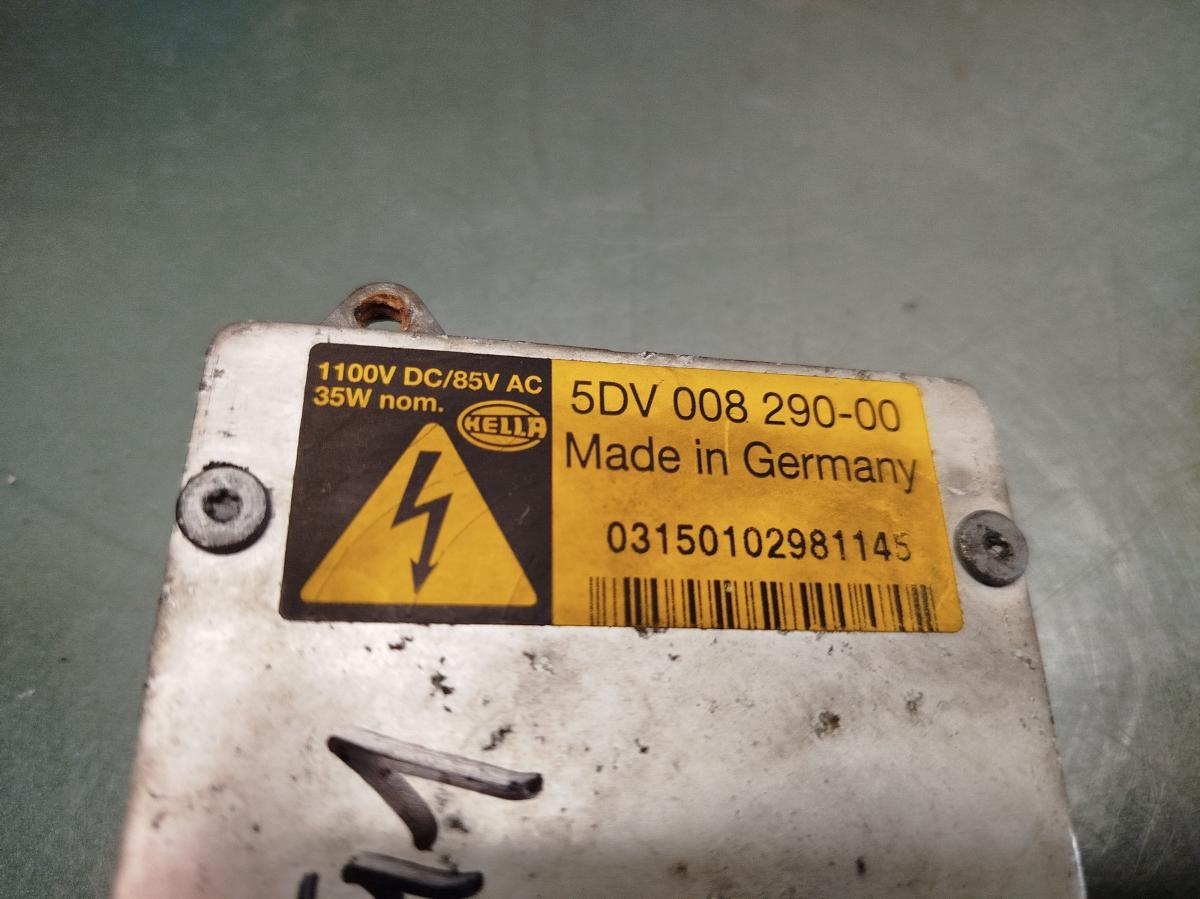 1100V DC/85V AC
35W nom.
HELLA
5DV 008 290-00
Made in Germany
03150102981145